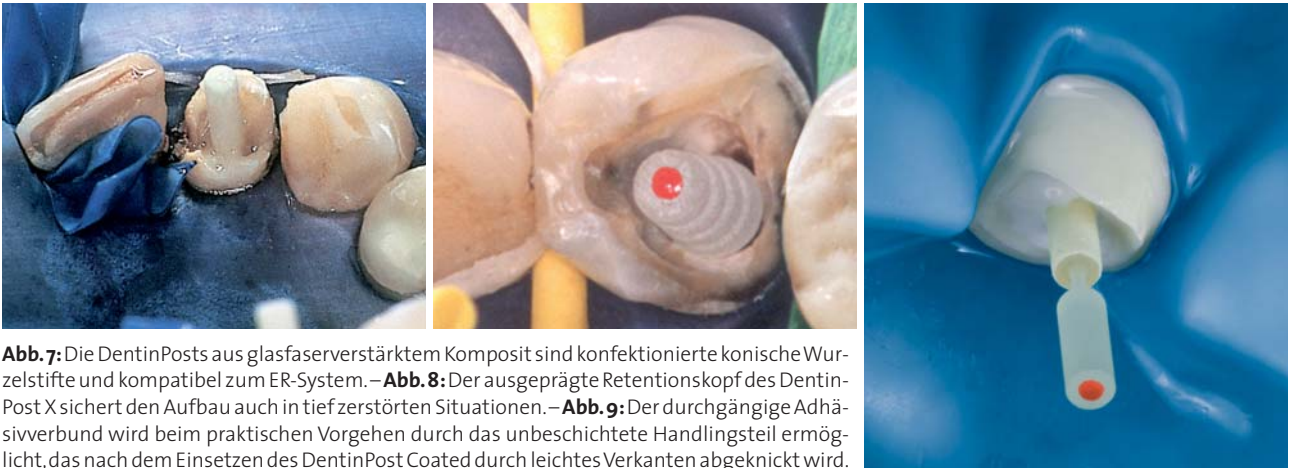 Abb. 7: Die DentinPosts aus glasfaserverstärktem Komposit sind konfektionierte konische Wur-
zelstifte und kompatibel zum ER-System. – Abb. 8: Der ausgeprägte Retentionskopf des Dentin-
Post X sichert den Aufbau auch in tief zerstörten Situationen. – Abb. 9: Der durchgängige Adhä-
sivverbund wird beim praktischen Vorgehen durch das unbeschichtete Handlingsteil ermög-
licht, das nach dem Einsetzen des DentinPost Coated durch leichtes Verkanten abgeknickt wird.